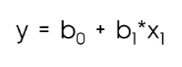 y = b₀ + b₁*x₁